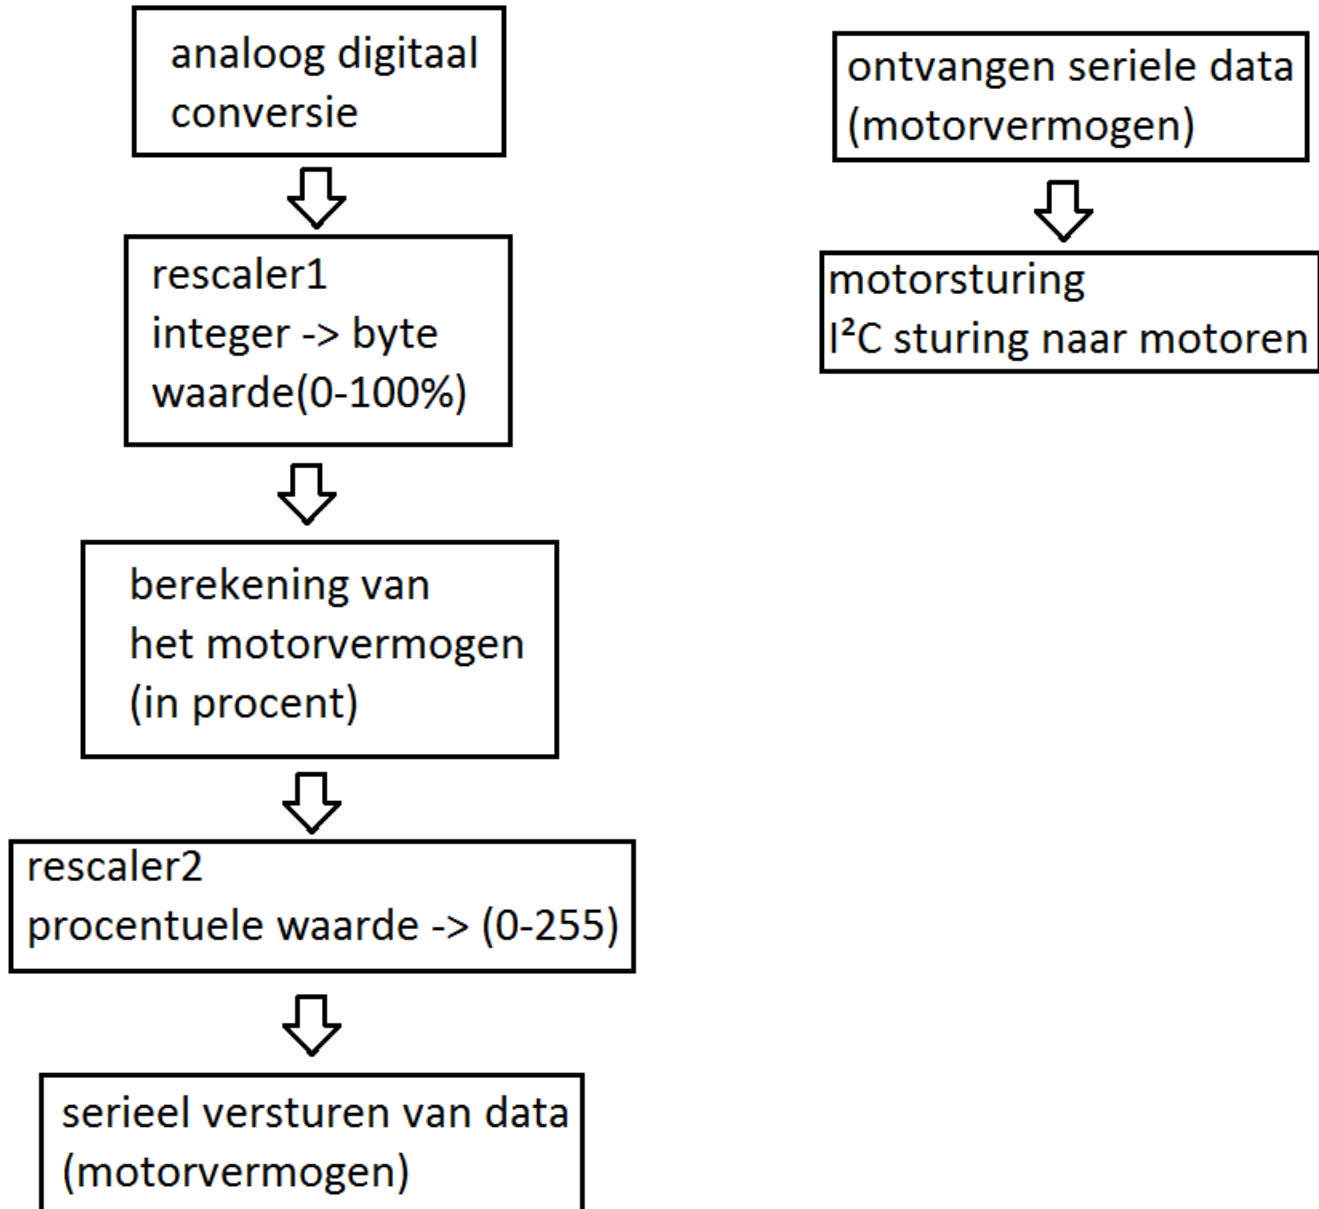 analoog digitaal
conversie
rescaler1
integer -> byte
waarde(0-100%)
berekening van
het motorvermogen
(in procent)
rescaler2
procentuele waarde -> (0-255)
serieel versturen van data
(motorvermogen)
ontvangen seriele data
(motorvermogen)
motorsturing
I²C sturing naar motoren